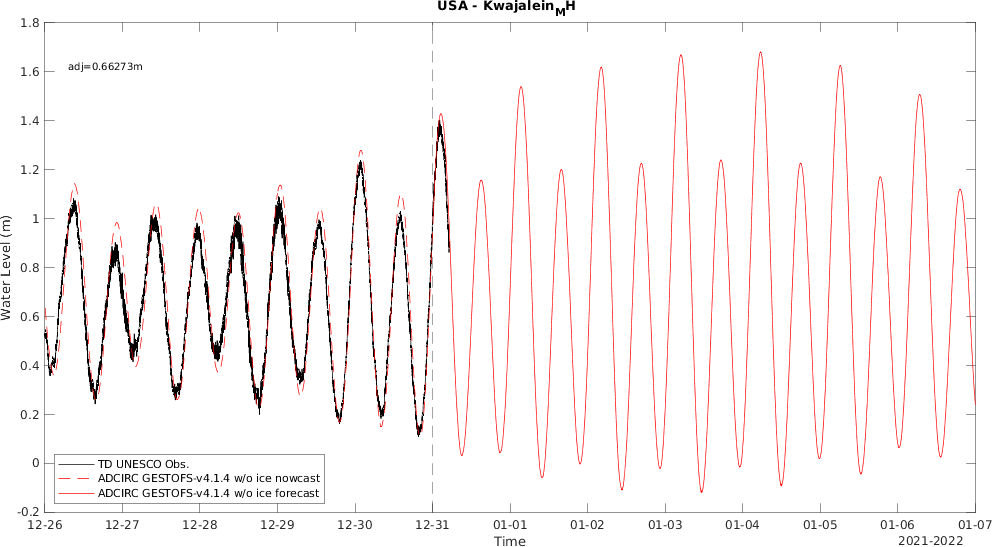 USA - Kwajalein_MH
adj=0.66273m
1.8
1.6
1.4
1.2
1
0.8
0.6
0.4
0.2
0
-0.2
Water Level (m)
TD UNESCO Obs.
ADCIRC GESTOFS-v4.1.4 w/o ice nowcast
ADCIRC GESTOFS-v4.1.4 w/o ice forecast
12-26 12-27 12-28 12-29 12-30 12-31 01-01 01-02 01-03 01-04 01-05 01-06 01-07
Time
2021-2022